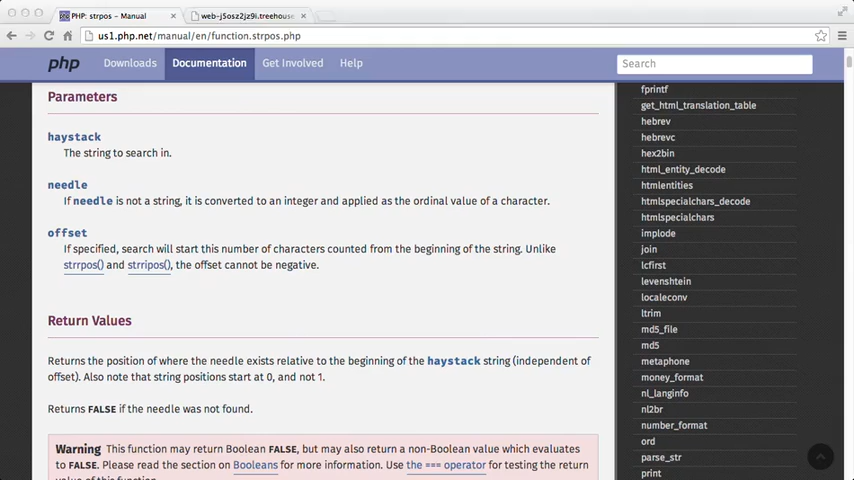 PHP: strpos - Manual
web-j5osz2jz9i.treehouse
us1.php.net/manual/en/function.strpos.php
php
Downloads
Documentation
Get Involved
Help
Search
Parameters
haystack
The string to search in.
needle
If needle is not a string, it is converted to an integer and applied as the ordinal value of a character.
offset
If specified, search will start this number of characters counted from the beginning of the string. Unlike
strrpos() and strripos(), the offset cannot be negative.
Return Values
Returns the position of where the needle exists relative to the beginning of the haystack string (independent of
offset). Also note that string positions start at 0, and not 1.
Returns FALSE if the needle was not found.
Warning This function may return Boolean FALSE, but may also return a non-Boolean value which evaluates
to FALSE. Please read the section on Booleans for more information. Use the === operator for testing the return
value of this function.
fprintf
get_html_translation_table
hebrev
hebrevc
hex2bin
html_entity_decode
htmlentities
htmlspecialchars_decode
htmlspecialchars
implode
join
lcfirst
levenshtein
localeconv
ltrim
md5_file
md5
metaphone
money_format
nl_langinfo
nl2br
number_format
ord
parse_str
print